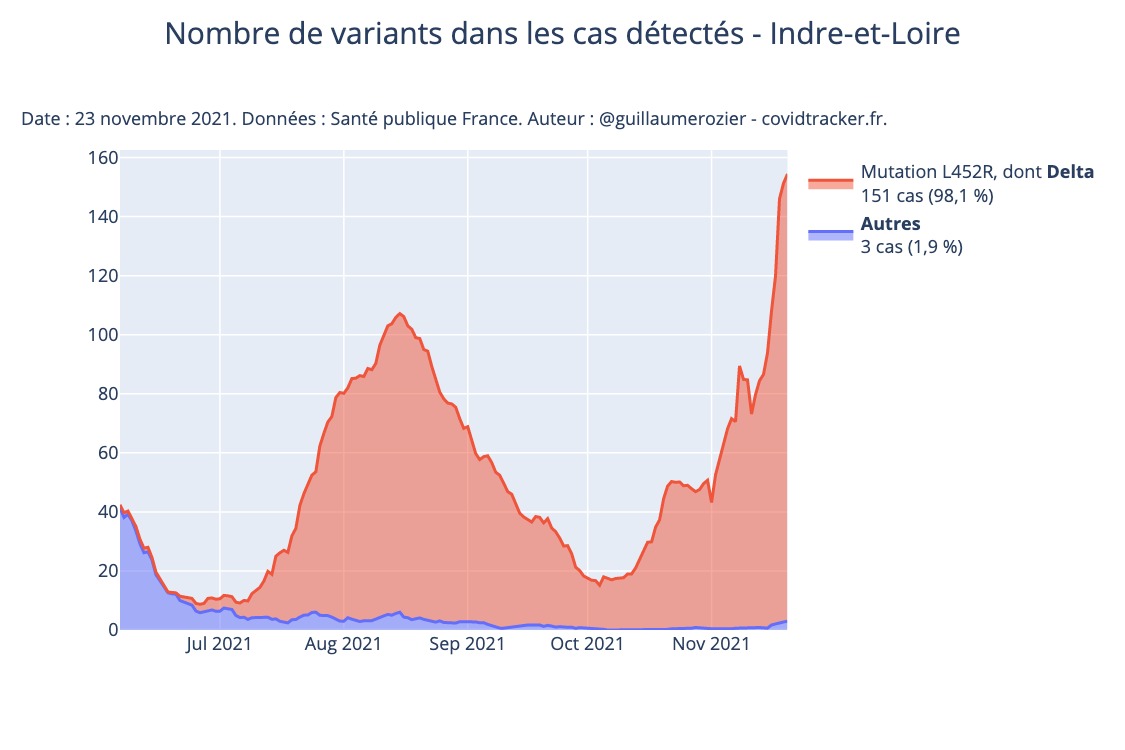 Nombre de variants dans les cas détectés - Indre-et-Loire
Date : 23 novembre 2021. Données : Santé publique France. Auteur : @guillaumerozier - covidtracker.fr.
160
140
120
100
80
60
40
20
0
Jul 2021 Aug 2021 Sep 2021 Oct 2021 Nov 2021
Mutation L452R, dont Delta
151 cas (98,1 %)
Autres
3 cas (1,9 %)